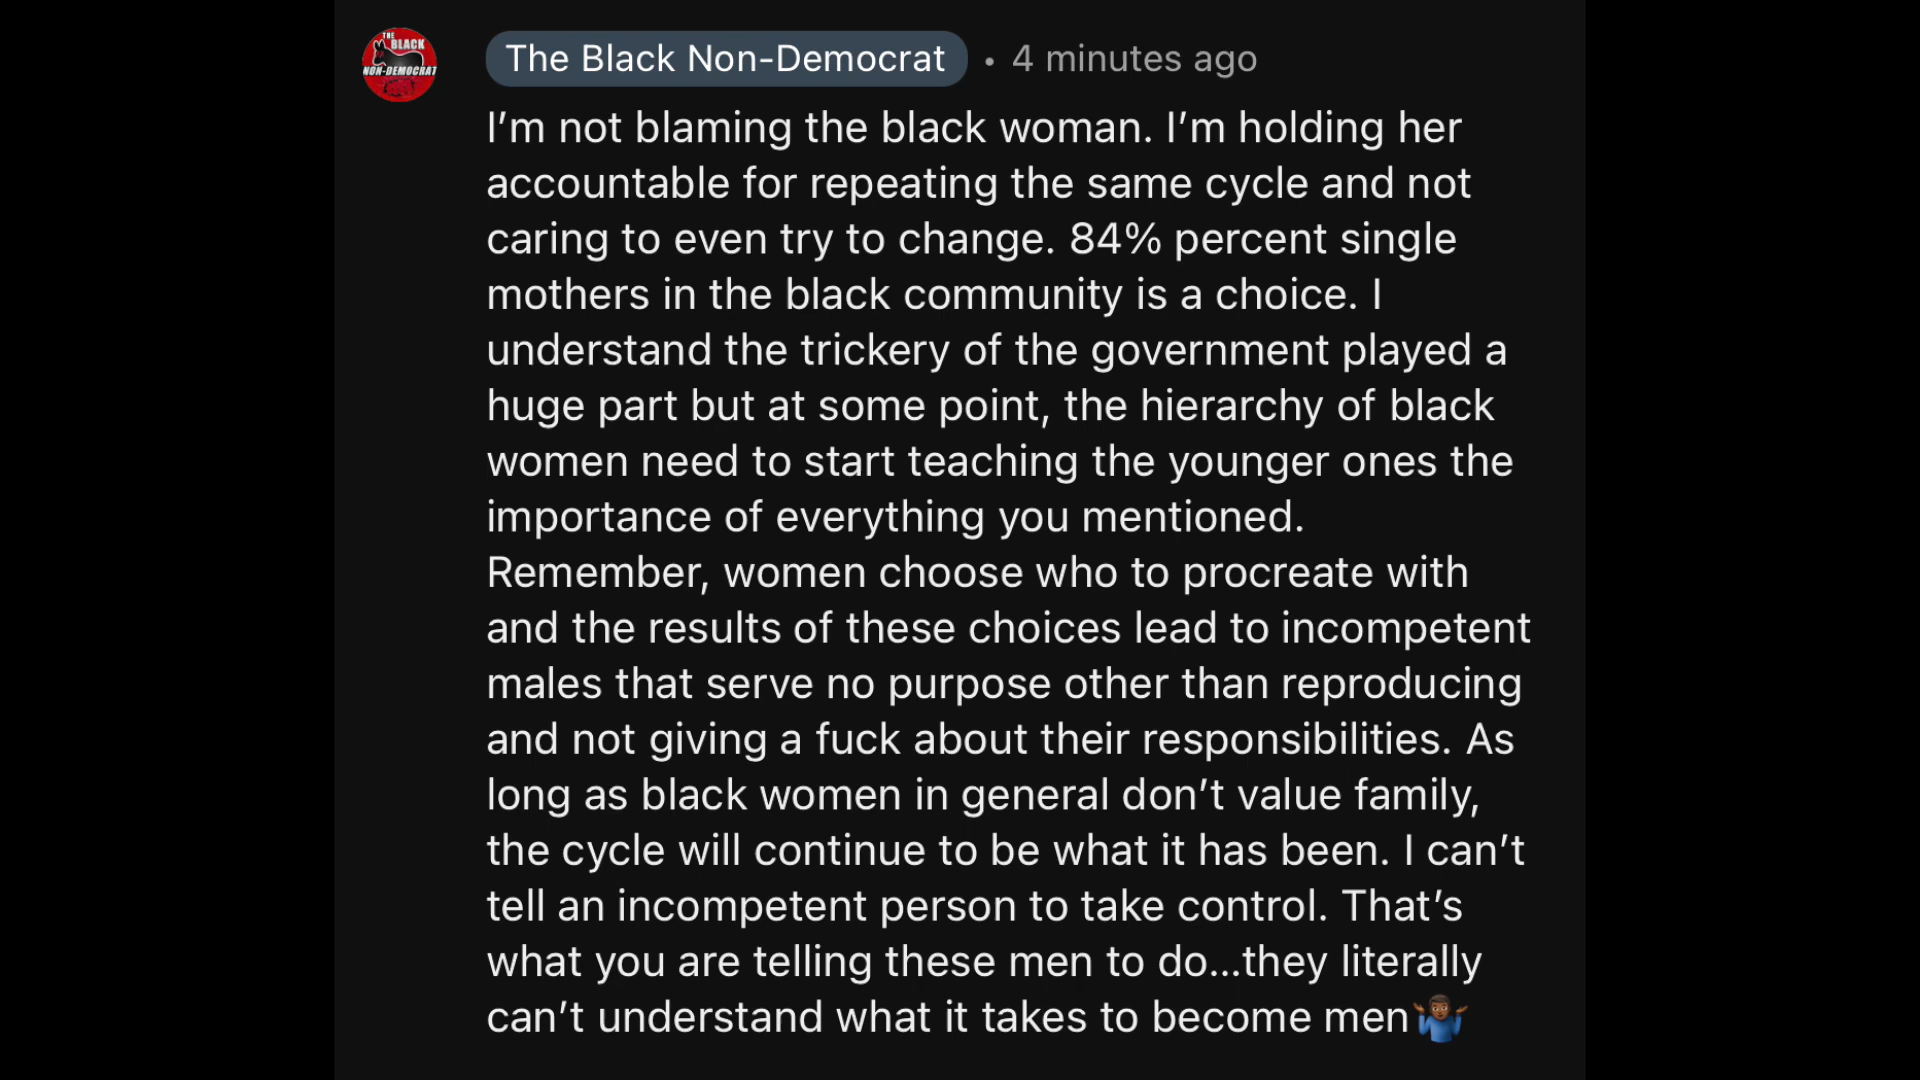 THE
BLACK
NON-DEMOCRAT
The Black Non-Democrat • 4 minutes ago
I’m not blaming the black woman. I’m holding her
accountable for repeating the same cycle and not
caring to even try to change. 84% percent single
mothers in the black community is a choice. I
understand the trickery of the government played a
huge part but at some point, the hierarchy of black
women need to start teaching the younger ones the
importance of everything you mentioned.
Remember, women choose who to procreate with
and the results of these choices lead to incompetent
males that serve no purpose other than reproducing
and not giving a fuck about their responsibilities. As
long as black women in general don’t value family,
the cycle will continue to be what it has been. I can’t
tell an incompetent person to take control. That’s
what you are telling these men to do...they literally
can’t understand what it takes to become men🤷🏾‍♂️